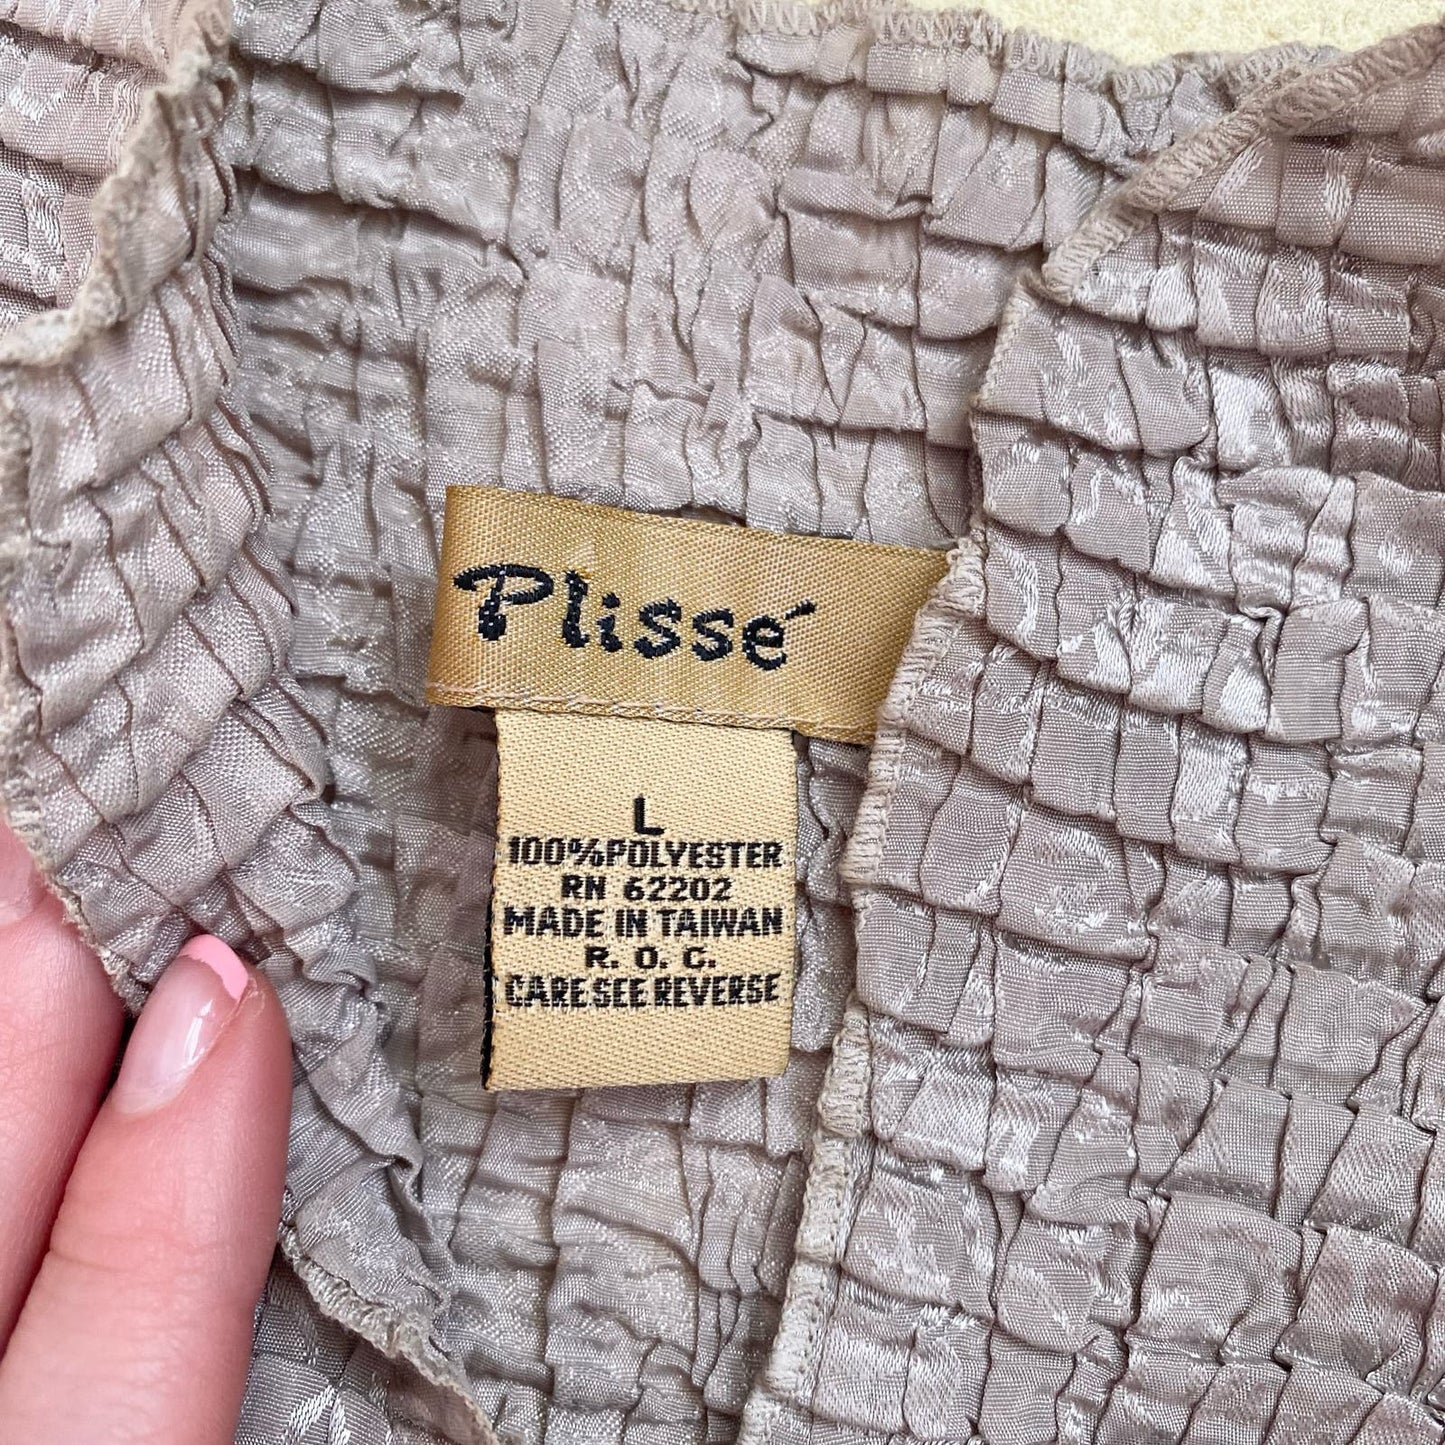 Plissé
L
100%POLYESTER
RN 62202
MADE IN TAIWAN
R. O. C.
CARE SEE REVERSE